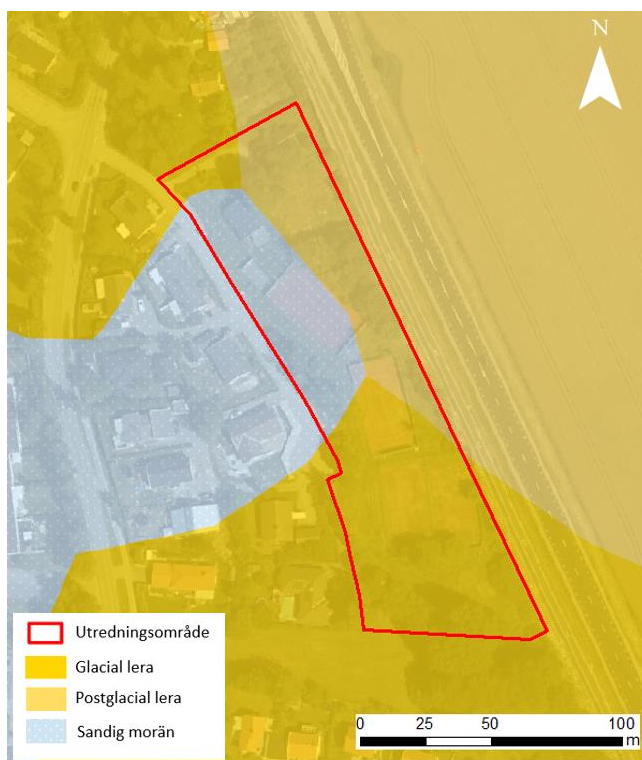 N
Utredningsområde
Glacial lera
Postglacial lera
Sandig morän
0 25 50 100
m